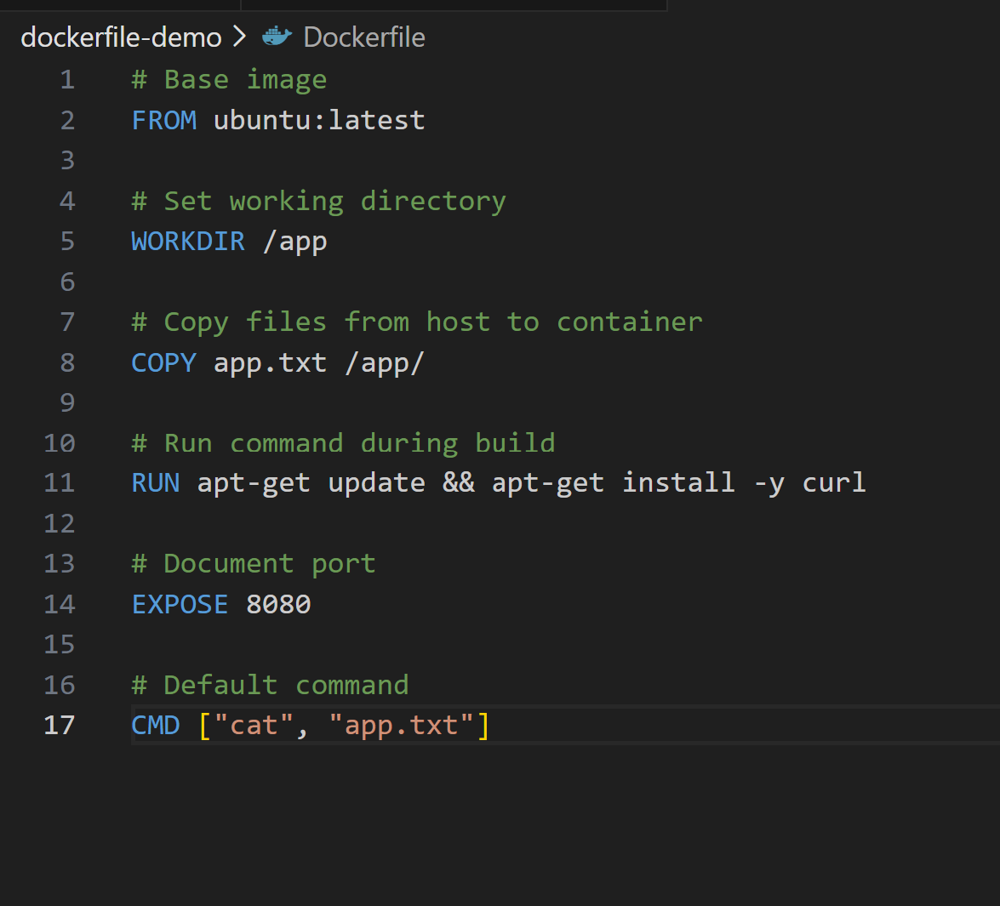 dockerfile-demo > Dockerfile
1 # Base image
2 FROM ubuntu:latest
3
4 # Set working directory
5 WORKDIR /app
6
7 # Copy files from host to container
8 COPY app.txt /app/
9
10 # Run command during build
11 RUN apt-get update && apt-get install -y curl
12
13 # Document port
14 EXPOSE 8080
15
16 # Default command
17 CMD ["cat", "app.txt"]